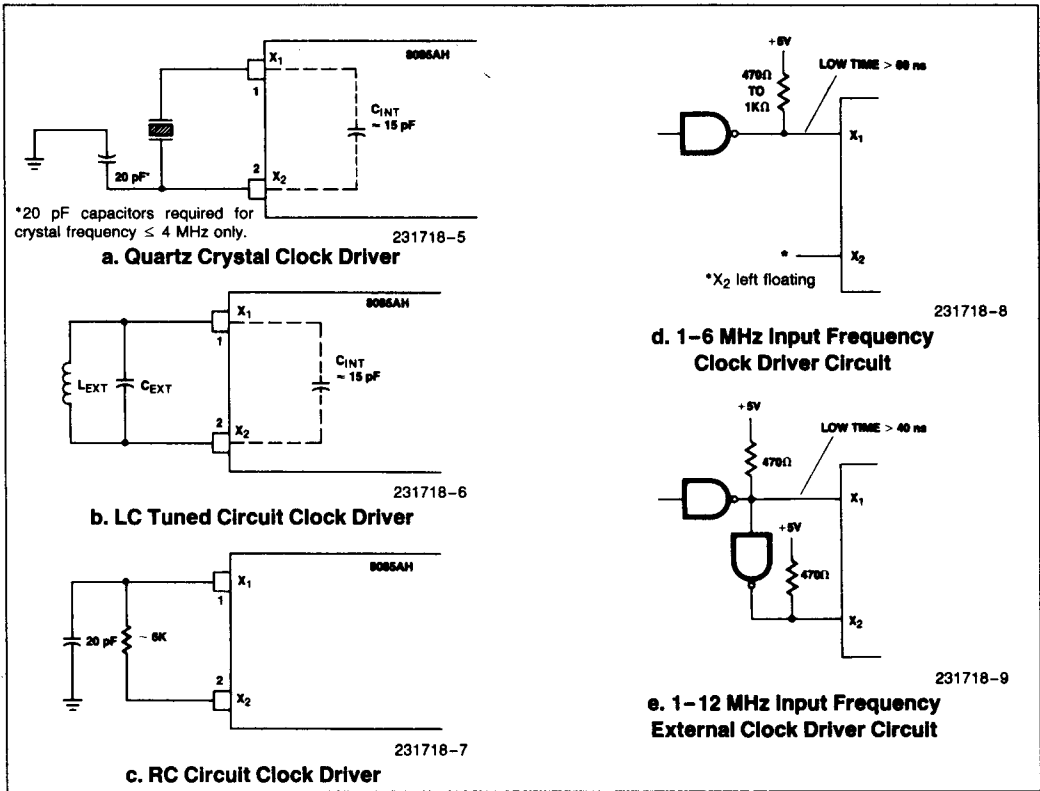 8085AH
X1
1
CINT
~ 15 pF
20 pF*
2
X2
*20 pF capacitors required for
crystal frequency ≤ 4 MHz only.
231718–5
a. Quartz Crystal Clock Driver
8085AH
X1
1
CINT
~ 15 pF
LEXT
CEXT
2
X2
231718–6
b. LC Tuned Circuit Clock Driver
8085AH
X1
1
20 pF
~ 6K
2
X2
231718–7
c. RC Circuit Clock Driver
+5V
470Ω
TO
1KΩ
LOW TIME > 60 ns
X1
*
X2
*X2 left floating
231718–8
d. 1–6 MHz Input Frequency
Clock Driver Circuit
+5V
LOW TIME > 40 ns
470Ω
X1
+5V
470Ω
X2
231718–9
e. 1–12 MHz Input Frequency
External Clock Driver Circuit